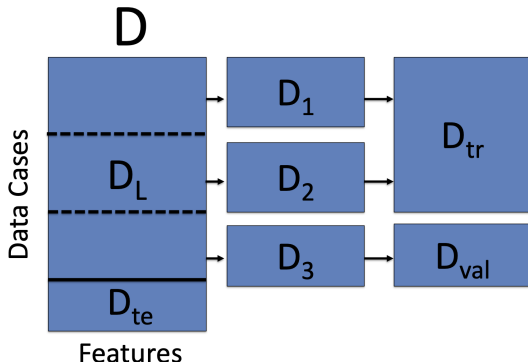 D
Data Cases
D_L
D_te
Features
D_1
D_2
D_3
D_tr
D_val